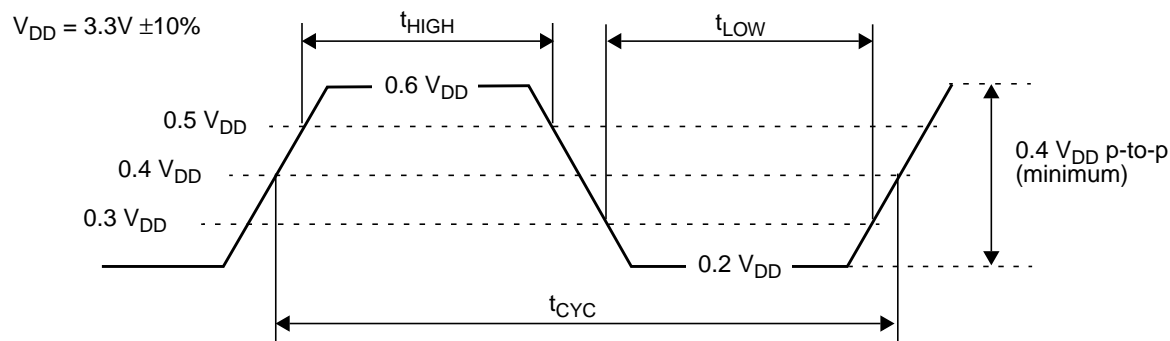 V_DD = 3.3V ±10%
t_HIGH
t_LOW
0.6 V_DD
0.5 V_DD
0.4 V_DD
0.3 V_DD
0.2 V_DD
0.4 V_DD p-to-p
(minimum)
t_CYC